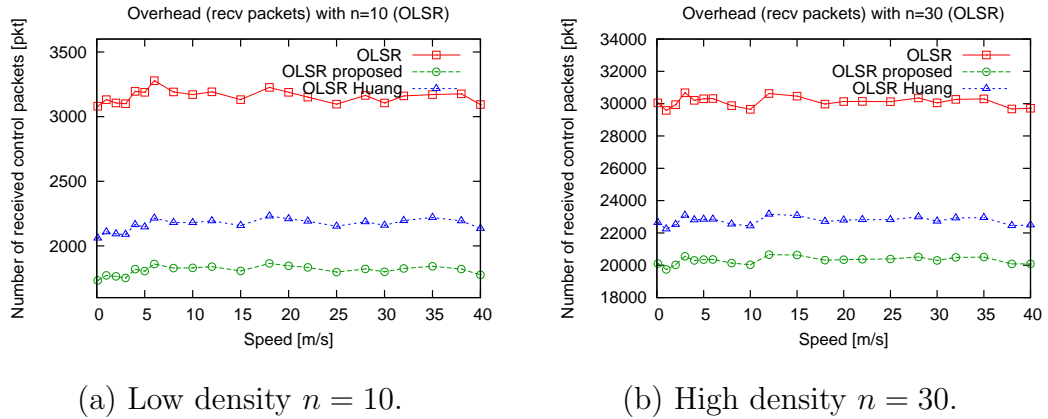 Overhead (recv packets) with n=10 (OLSR)
Number of received control packets [pkt]
3500
3000
2500
2000
OLSR
OLSR proposed
OLSR Huang
0 5 10 15 20 25 30 35 40
Speed [m/s]
(a) Low density n = 10.
Overhead (recv packets) with n=30 (OLSR)
Number of received control packets [pkt]
34000
32000
30000
28000
26000
24000
22000
20000
18000
OLSR
OLSR proposed
OLSR Huang
0 5 10 15 20 25 30 35 40
Speed [m/s]
(b) High density n = 30.